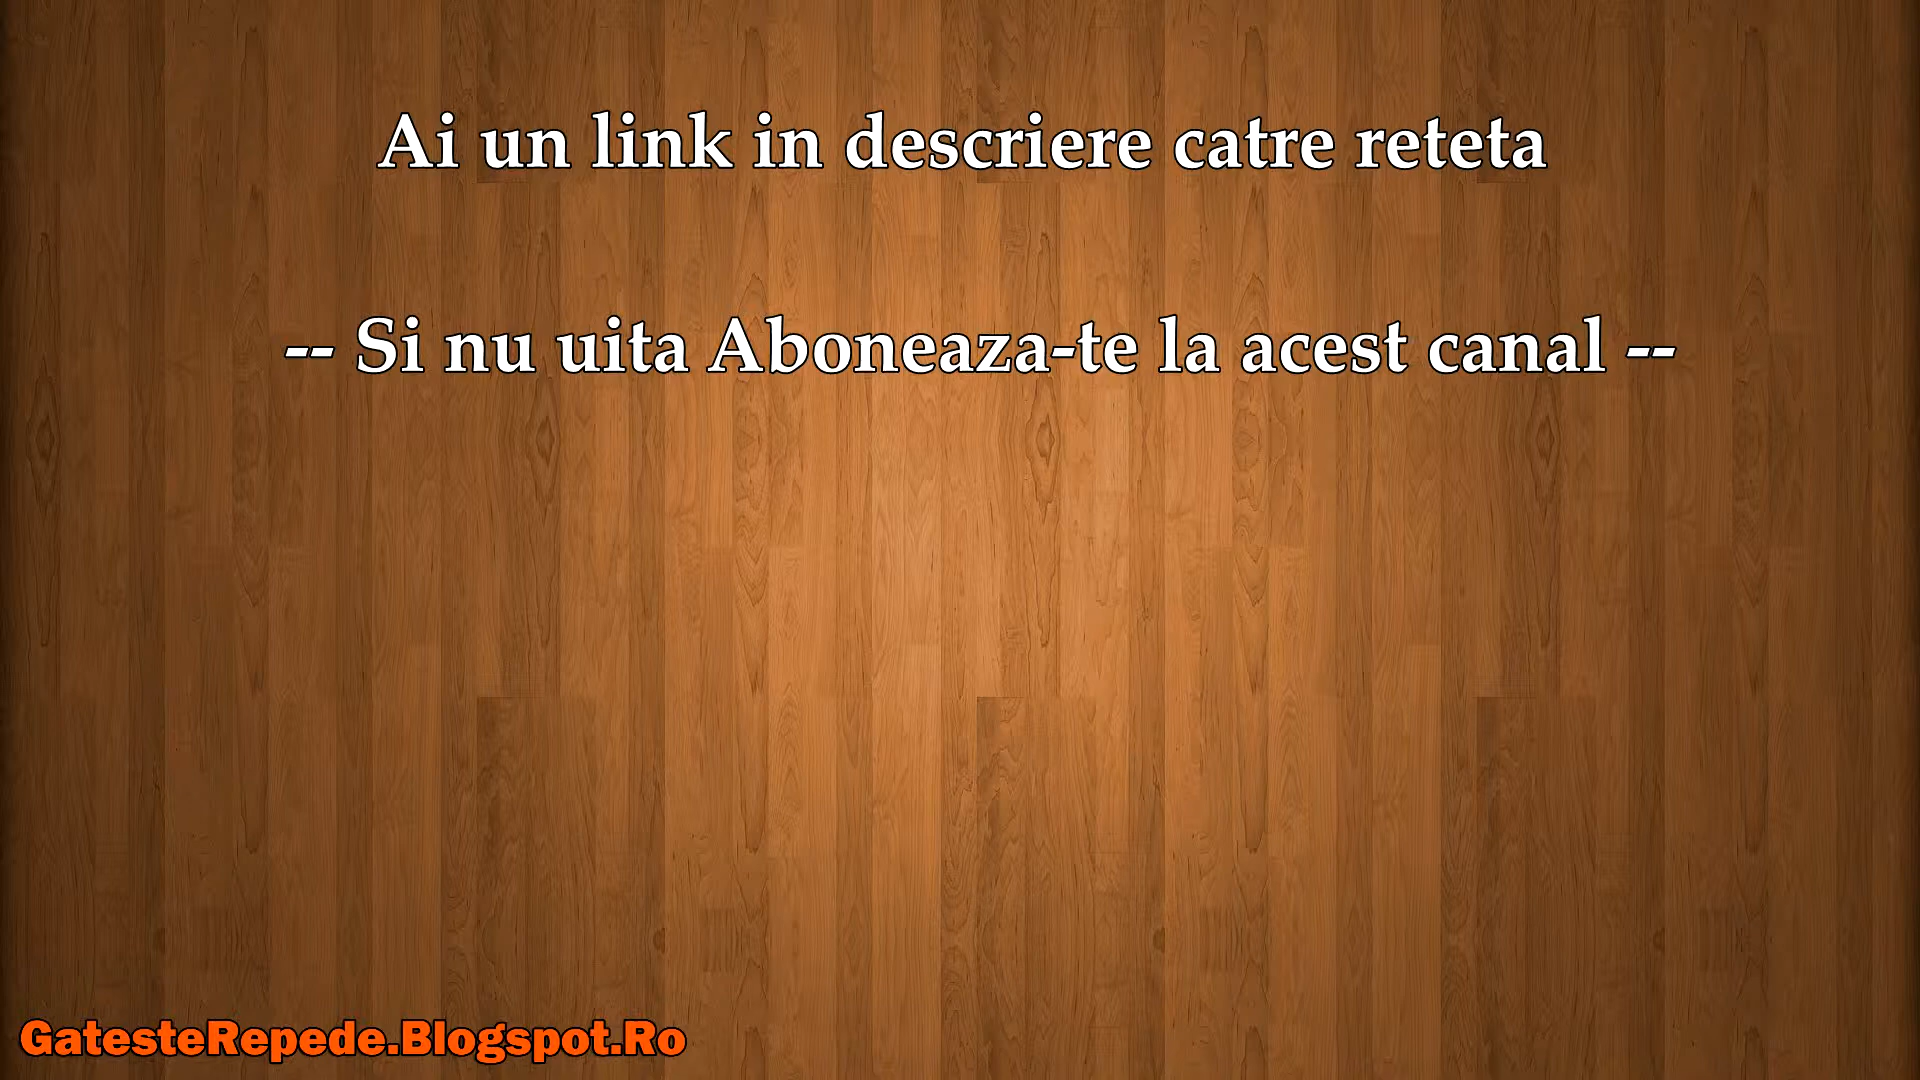 Ai un link in descriere catre reteta
-- Si nu uita Aboneaza-te la acest canal --
GatesteRepede.Blogspot.Ro